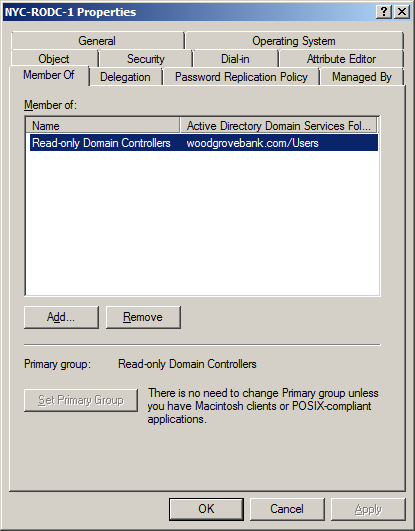 NYC-RODC-1 Properties
General
Operating System
Object
Security
Dial-in
Attribute Editor
Member Of
Delegation
Password Replication Policy
Managed By
Member of:
Name
Active Directory Domain Services Fol...
Read-only Domain Controllers
woodgrovebank.com/Users
Add...
Remove
Primary group:
Read-only Domain Controllers
Set Primary Group
There is no need to change Primary group unless
you have Macintosh clients or POSIX-compliant
applications.
OK
Cancel
Apply